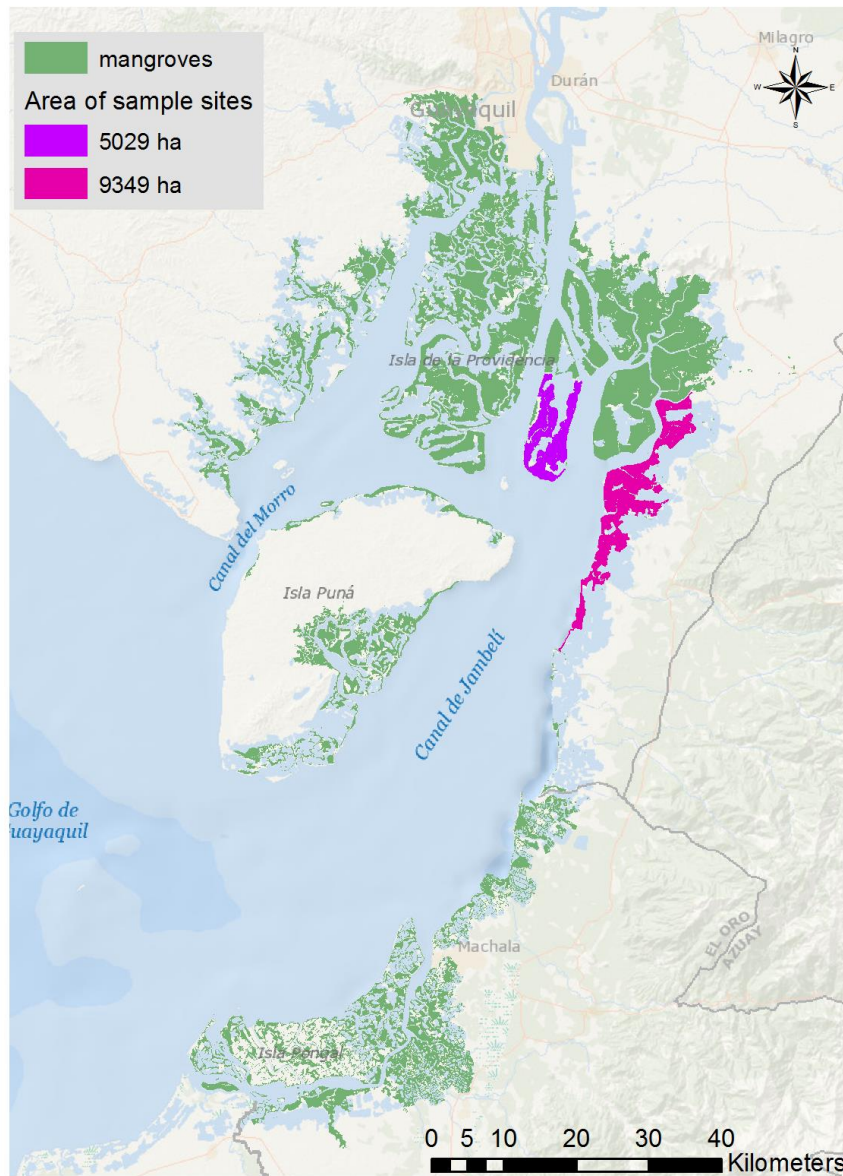 mangroves
Area of sample sites
5029 ha
9349 ha
Milagro
N
W E
S
Durán
Guayaquil
Isla de la Providencia
Canal del Morro
Isla Puná
Canal de Jambelí
Golfo de
uayaquil
EL ORO
AZUAY
Machala
Isla Pongal
0 5 10 20 30 40
Kilometers